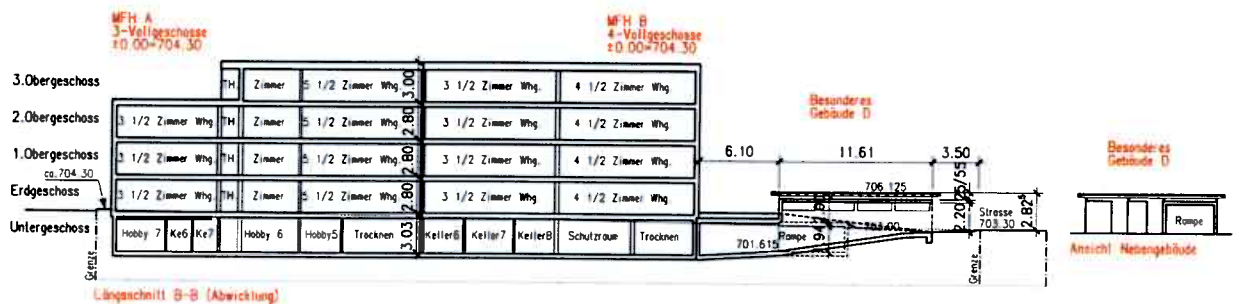 MFH A
3-Vollgeschosse
±0.00=704.30
MFH B
4-Vollgeschosse
±0.00=704.30
3.Obergeschoss
TH. Zimmer 5 1/2 Zimmer Whg. 3.00 3 1/2 Zimmer Whg. 4 1/2 Zimmer Whg.
2.Obergeschoss
3 1/2 Zimmer Whg TH Zimmer 5 1/2 Zimmer Whg. 2.80 3 1/2 Zimmer Whg. 4 1/2 Zimmer Whg.
1.Obergeschoss
3 1/2 Zimmer Whg. TH. Zimmer 5 1/2 Zimmer Whg. 2.80 3 1/2 Zimmer Whg. 4 1/2 Zimmer Whg.
ca.704.30
Erdgeschoss
3 1/2 Zimmer Whg. TH. Zimmer 5 1/2 Zimmer Whg. 2.80 3 1/2 Zimmer Whg 4 1/2 Zimmer Whg.
Untergeschoss
Hobby 7 Ke6 Ke7 Hobby 6 Hobby5 Trocknen 3.03 Keller6 Keller7 Keller8 Schutzraum Trocknen
Besonderes
Gebäude D
6.10 11.61 3.50
706.125
2.20
Strasse
703.30
2.82⁵
Rampe
701.615
Grenze
Grenze
Besonderes
Gebäude D
Rampe
Ansicht Nebengebäude
Längsschnitt B-B (Abwicklung)